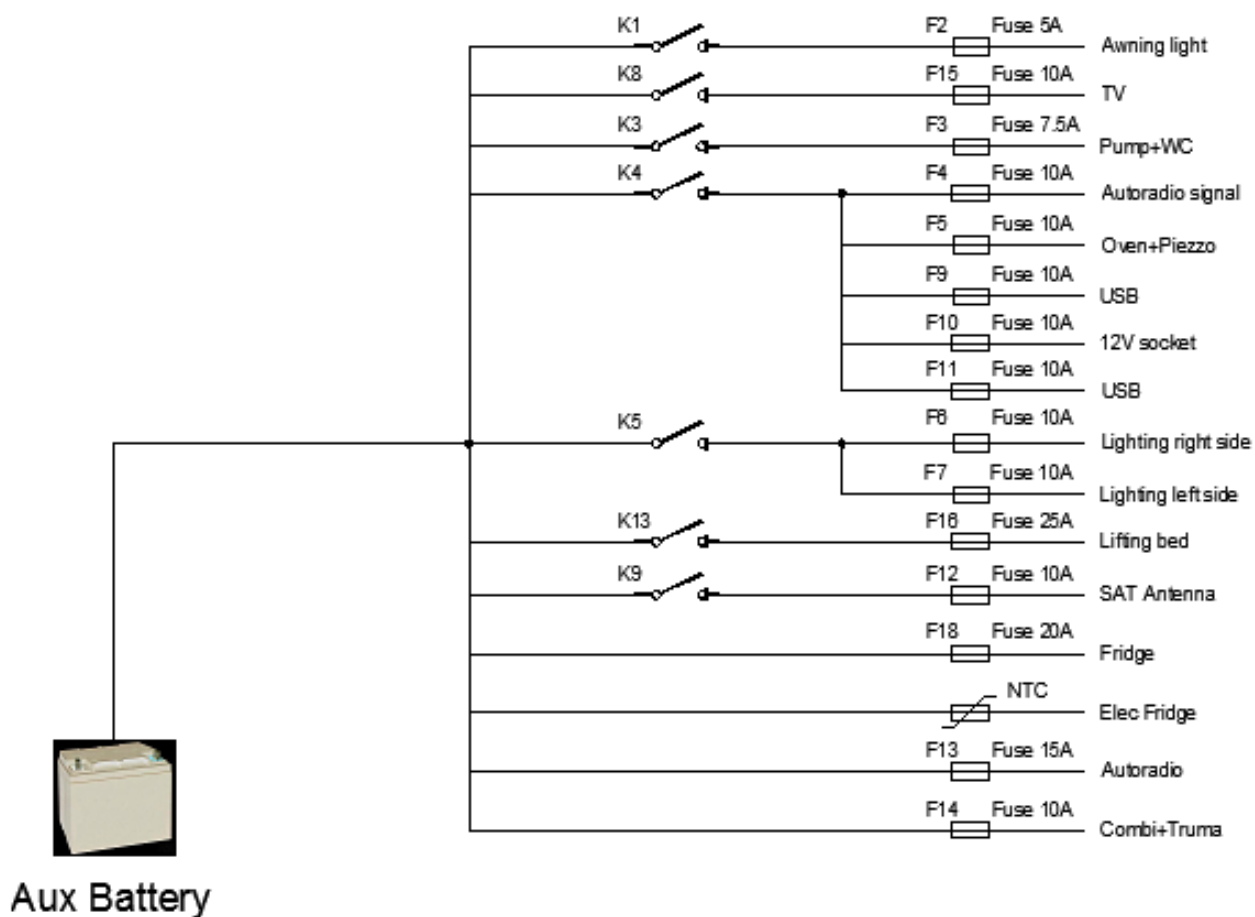 K1 F2 Fuse 5A Awning light
K8 F15 Fuse 10A TV
K3 F3 Fuse 7.5A Pump+WC
K4 F4 Fuse 10A Autoradio signal
F5 Fuse 10A Oven+Piezzo
F9 Fuse 10A USB
F10 Fuse 10A 12V socket
F11 Fuse 10A USB
K5 F6 Fuse 10A Lighting right side
F7 Fuse 10A Lighting left side
K13 F16 Fuse 25A Lifting bed
K9 F12 Fuse 10A SAT Antenna
F18 Fuse 20A Fridge
NTC Elec Fridge
F13 Fuse 15A Autoradio
F14 Fuse 10A Combi+Truma
Aux Battery